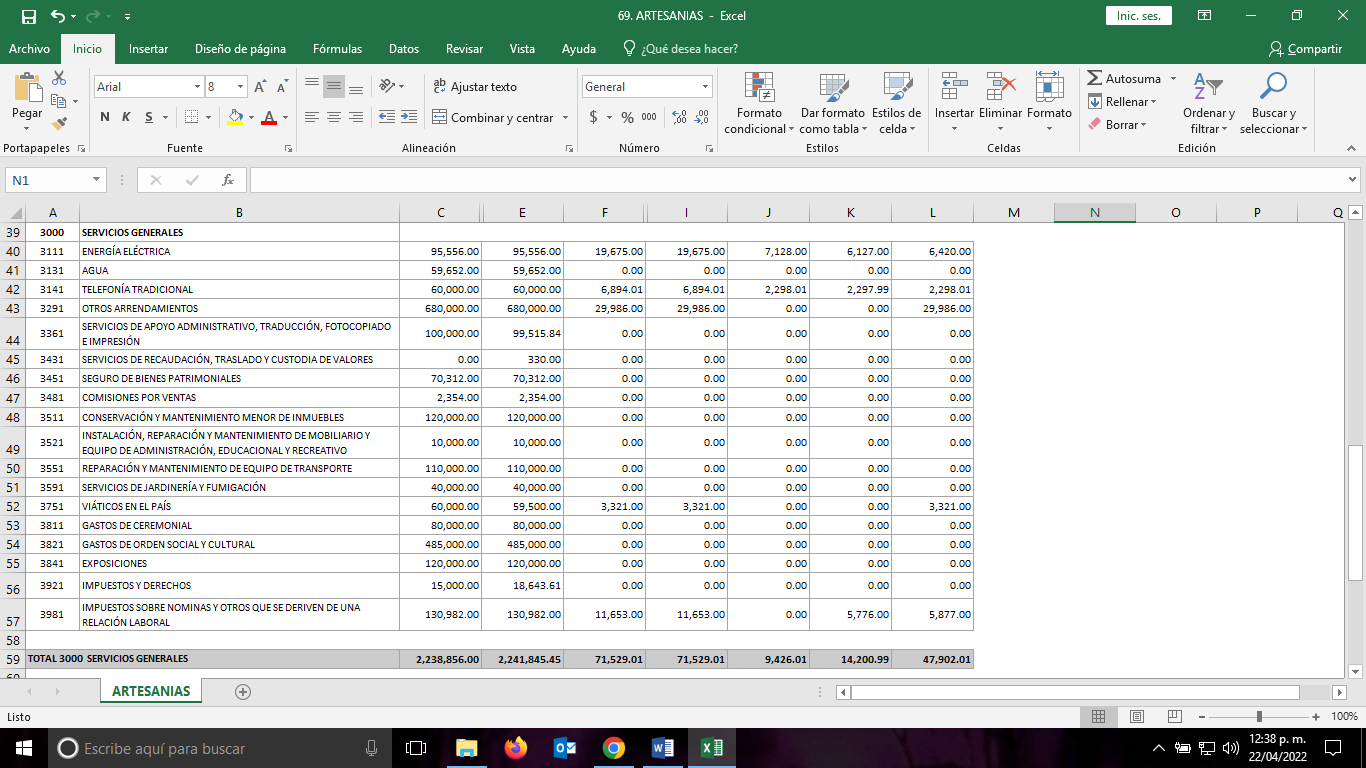 69. ARTESANIAS - Excel
Inic. ses.
Archivo Inicio Insertar Diseño de página Fórmulas Datos Revisar Vista Ayuda ¿Qué desea hacer? Compartir
Pegar
Portapapeles
Arial 8 A A
N K S A
Fuente
ab Ajustar texto
Combinar y centrar
Alineación
General
$ % 000
Número
Formato condicional
Dar formato como tabla
Estilos de celda
Estilos
Insertar Eliminar Formato
Celdas
Autosuma
Rellenar
Borrar
Ordenar y filtrar
Buscar y seleccionar
Edición
N1 fx
A B C E F I J K L M N O P Q
39 3000 SERVICIOS GENERALES
40 3111 ENERGÍA ELÉCTRICA 95,556.00 95,556.00 19,675.00 19,675.00 7,128.00 6,127.00 6,420.00
41 3131 AGUA 59,652.00 59,652.00 0.00 0.00 0.00 0.00 0.00
42 3141 TELEFONÍA TRADICIONAL 60,000.00 60,000.00 6,894.01 6,894.01 2,298.01 2,297.99 2,298.01
43 3291 OTROS ARRENDAMIENTOS 680,000.00 680,000.00 29,986.00 29,986.00 0.00 0.00 29,986.00
44 3361 SERVICIOS DE APOYO ADMINISTRATIVO, TRADUCCIÓN, FOTOCOPIADO
E IMPRESIÓN 100,000.00 99,515.84 0.00 0.00 0.00 0.00 0.00
45 3431 SERVICIOS DE RECAUDACIÓN, TRASLADO Y CUSTODIA DE VALORES 0.00 330.00 0.00 0.00 0.00 0.00 0.00
46 3451 SEGURO DE BIENES PATRIMONIALES 70,312.00 70,312.00 0.00 0.00 0.00 0.00 0.00
47 3481 COMISIONES POR VENTAS 2,354.00 2,354.00 0.00 0.00 0.00 0.00 0.00
48 3511 CONSERVACIÓN Y MANTENIMIENTO MENOR DE INMUEBLES 120,000.00 120,000.00 0.00 0.00 0.00 0.00 0.00
49 3521 INSTALACIÓN, REPARACIÓN Y MANTENIMIENTO DE MOBILIARIO Y
EQUIPO DE ADMINISTRACIÓN, EDUCACIONAL Y RECREATIVO 10,000.00 10,000.00 0.00 0.00 0.00 0.00 0.00
50 3551 REPARACIÓN Y MANTENIMIENTO DE EQUIPO DE TRANSPORTE 110,000.00 110,000.00 0.00 0.00 0.00 0.00 0.00
51 3591 SERVICIOS DE JARDINERÍA Y FUMIGACIÓN 40,000.00 40,000.00 0.00 0.00 0.00 0.00 0.00
52 3751 VIÁTICOS EN EL PAÍS 60,000.00 59,500.00 3,321.00 3,321.00 0.00 0.00 3,321.00
53 3811 GASTOS DE CEREMONIAL 80,000.00 80,000.00 0.00 0.00 0.00 0.00 0.00
54 3821 GASTOS DE ORDEN SOCIAL Y CULTURAL 485,000.00 485,000.00 0.00 0.00 0.00 0.00 0.00
55 3841 EXPOSICIONES 120,000.00 120,000.00 0.00 0.00 0.00 0.00 0.00
56 3921 IMPUESTOS Y DERECHOS 15,000.00 18,643.61 0.00 0.00 0.00 0.00 0.00
57 3981 IMPUESTOS SOBRE NOMINAS Y OTROS QUE SE DERIVEN DE UNA
RELACIÓN LABORAL 130,982.00 130,982.00 11,653.00 11,653.00 0.00 5,776.00 5,877.00
58
59 TOTAL 3000 SERVICIOS GENERALES 2,238,856.00 2,241,845.45 71,529.01 71,529.01 9,426.01 14,200.99 47,902.01
60
ARTESANIAS
Listo 100%
Escribe aquí para buscar
12:38 p. m.
22/04/2022